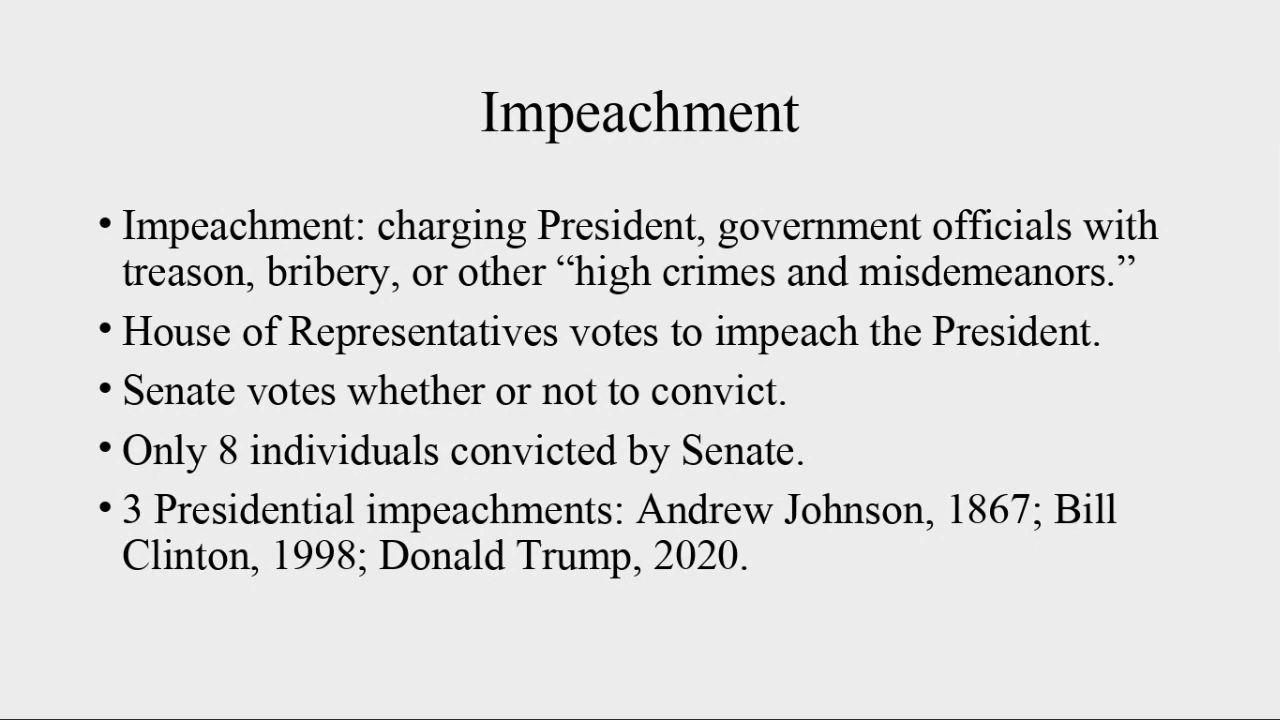 Impeachment
• Impeachment: charging President, government officials with
treason, bribery, or other “high crimes and misdemeanors.”
• House of Representatives votes to impeach the President.
• Senate votes whether or not to convict.
• Only 8 individuals convicted by Senate.
• 3 Presidential impeachments: Andrew Johnson, 1867; Bill
Clinton, 1998; Donald Trump, 2020.